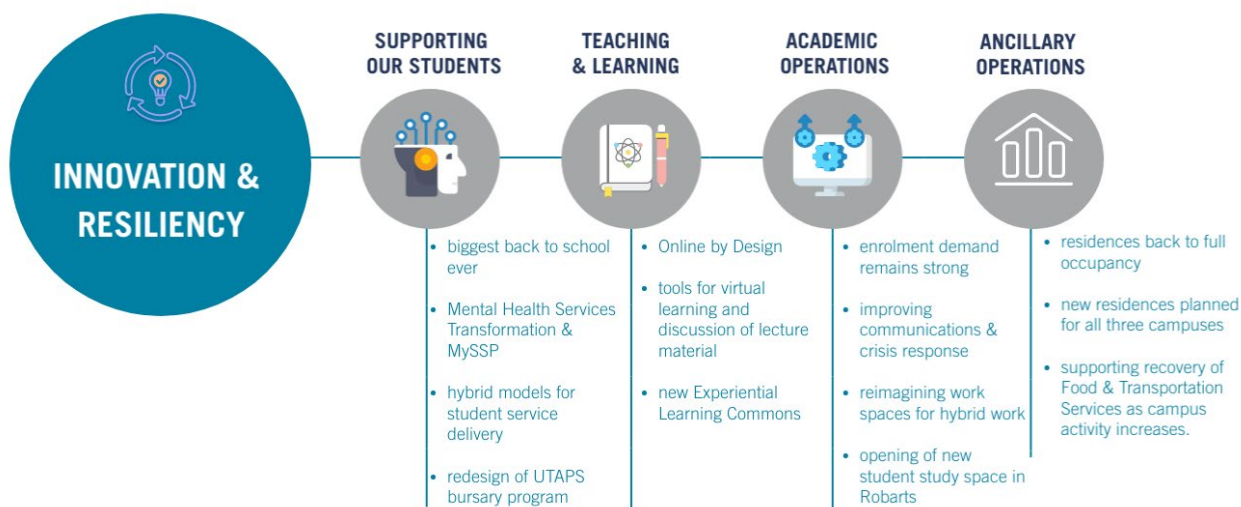 INNOVATION &
RESILIENCY
SUPPORTING
OUR STUDENTS
• biggest back to school
ever
• Mental Health Services
Transformation &
MySSP
• hybrid models for
student service
delivery
• redesign of UTAPS
bursary program
TEACHING
& LEARNING
• Online by Design
• tools for virtual
learning and
discussion of lecture
material
• new Experiential
Learning Commons
ACADEMIC
OPERATIONS
• enrolment demand
remains strong
• improving
communications &
crisis response
• reimagining work
spaces for hybrid work
• opening of new
student study space in
Robarts
ANCILLARY
OPERATIONS
• residences back to full
occupancy
• new residences planned
for all three campuses
• supporting recovery of
Food & Transportation
Services as campus
activity increases.